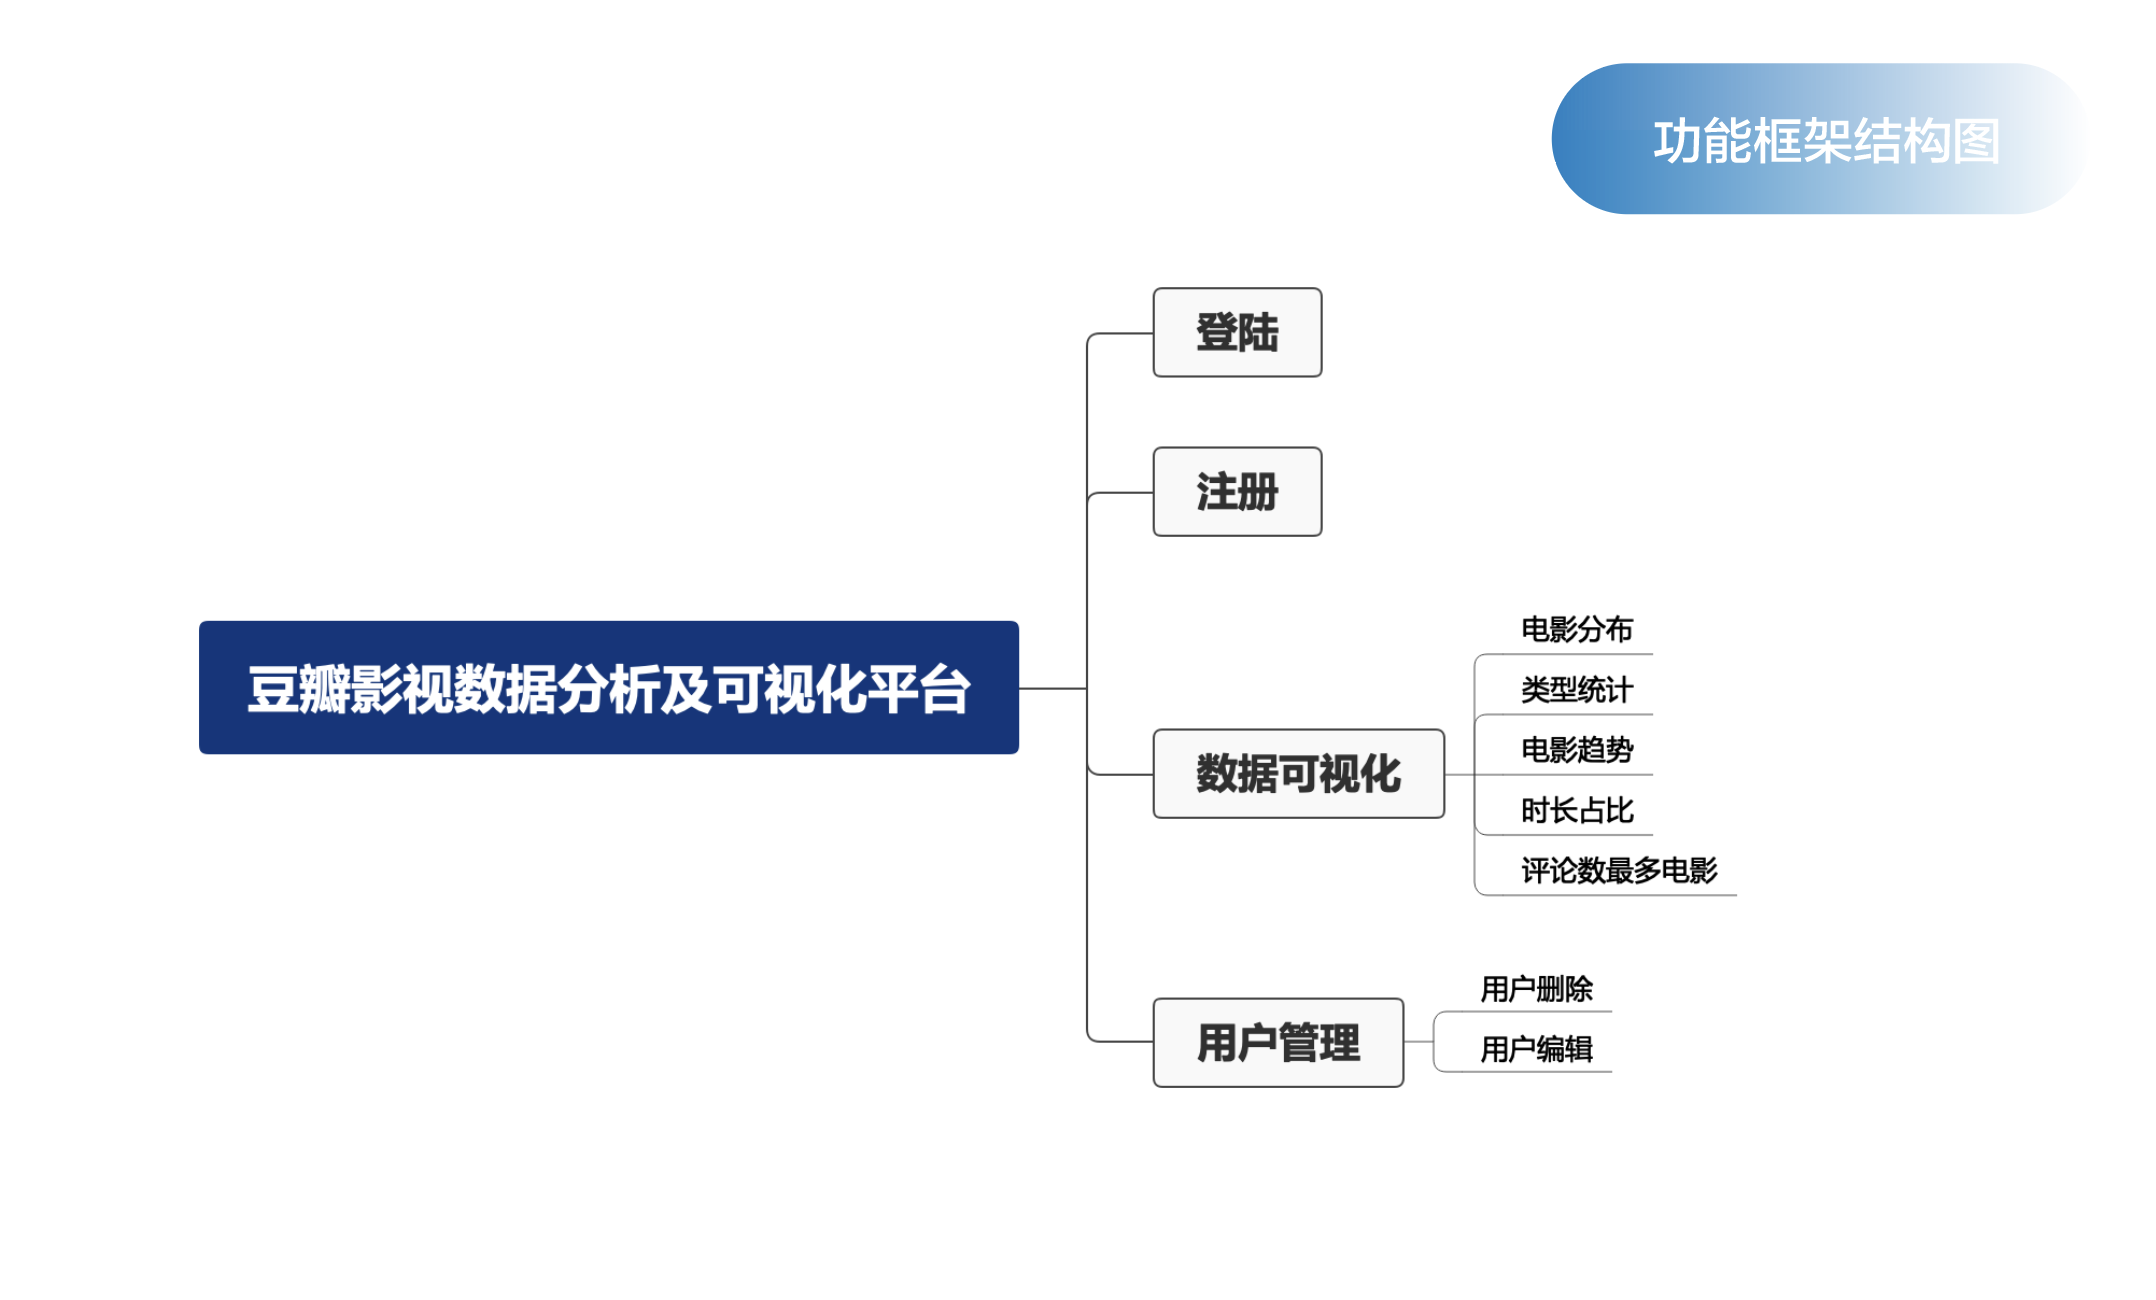 功能框架结构图
登陆
注册
豆瓣影视数据分析及可视化平台
数据可视化
电影分布
类型统计
电影趋势
时长占比
评论数最多电影
用户管理
用户删除
用户编辑